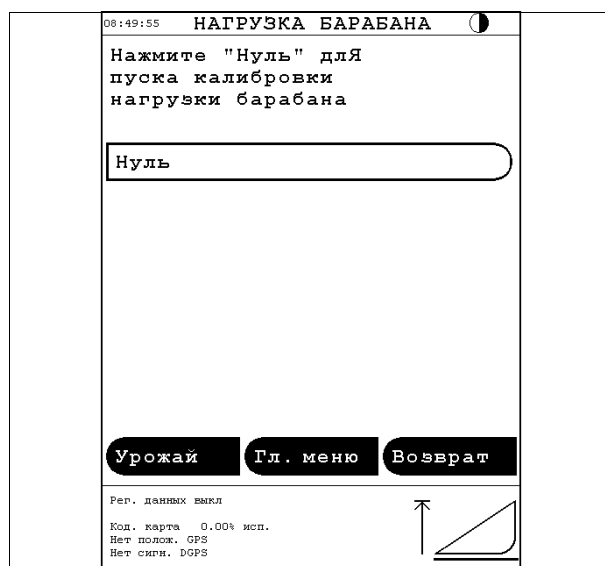 08:49:55 НАГРУЗКА БАРАБАНА
Нажмите "Нуль" длЯ
пуска калибровки
нагрузки барабана
Нуль
Урожай Гл. меню Возврат
Рег. данных выкл
Код. карта 0.00% исп.
Нет полож. GPS
Нет сигн. DGPS